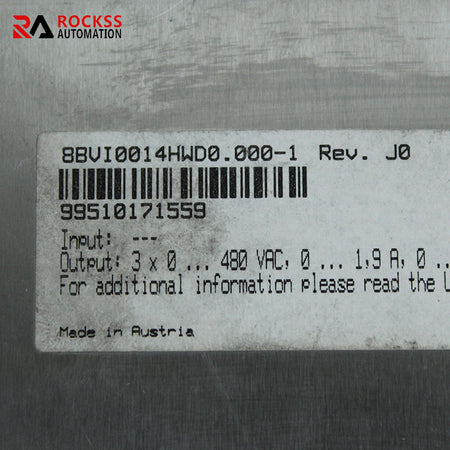 RA ROCKSS
AUTOMATION
8BVI0014HWD0.000-1 Rev. J0
99510171559
Input: ---
Output: 3 x 0 ... 480 VAC, 0 ... 1,9 A, 0 ..
For additional information please read the
Made in Austria